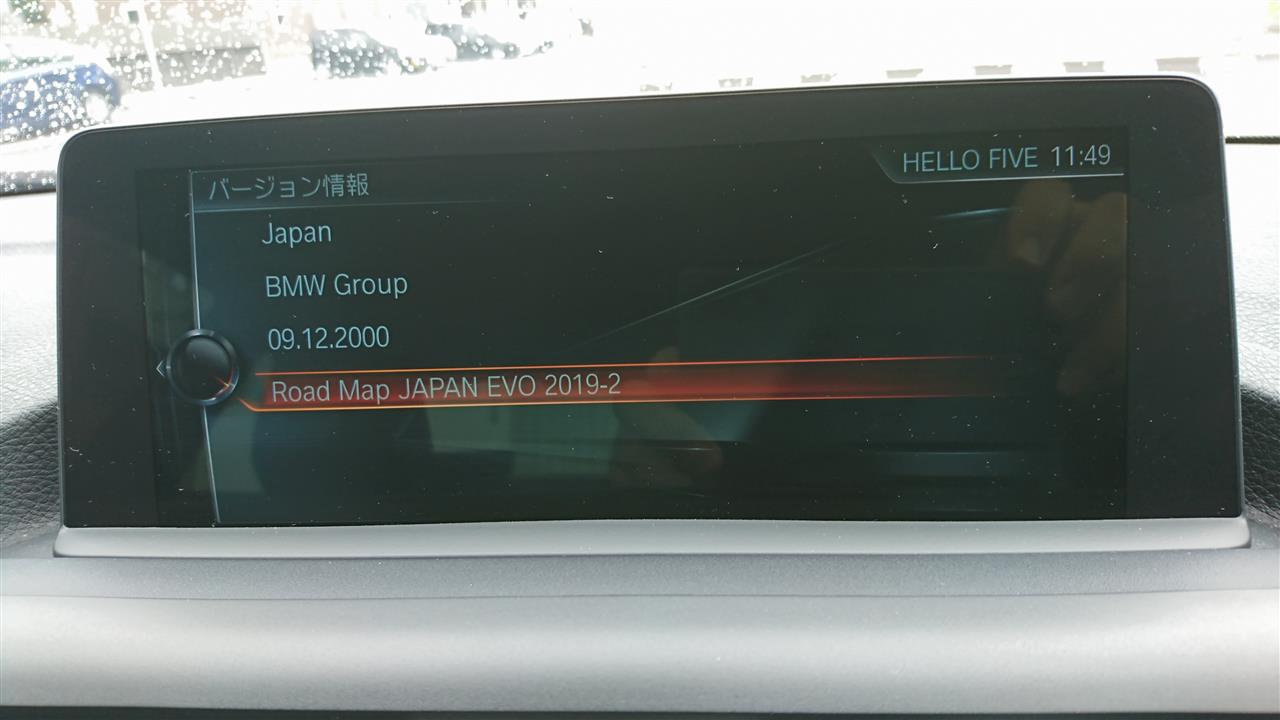 バージョン情報
HELLO FIVE 11:49
Japan
BMW Group
09.12.2000
Road Map JAPAN EVO 2019-2